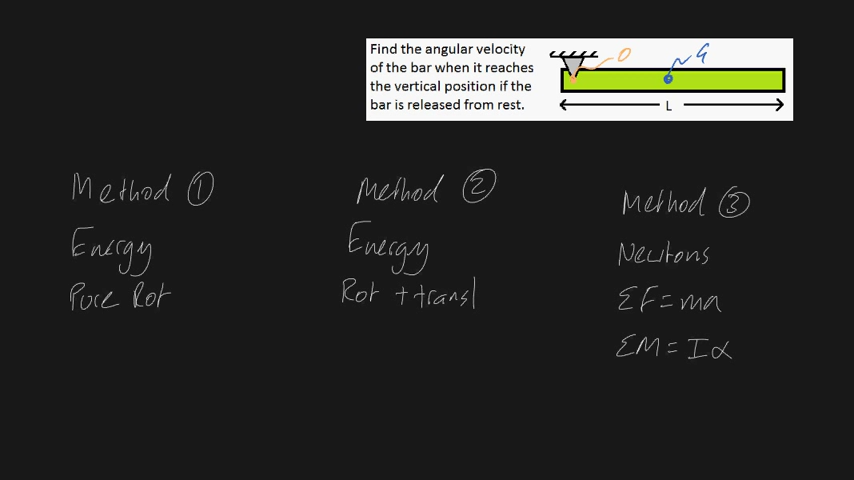 Find the angular velocity
of the bar when it reaches
the vertical position if the
bar is released from rest.
O
G
L
Method ①
Energy
Pure Rot
Method ②
Energy
Rot + transl
Method ③
Newtons
ΣF = ma
ΣM = Iα